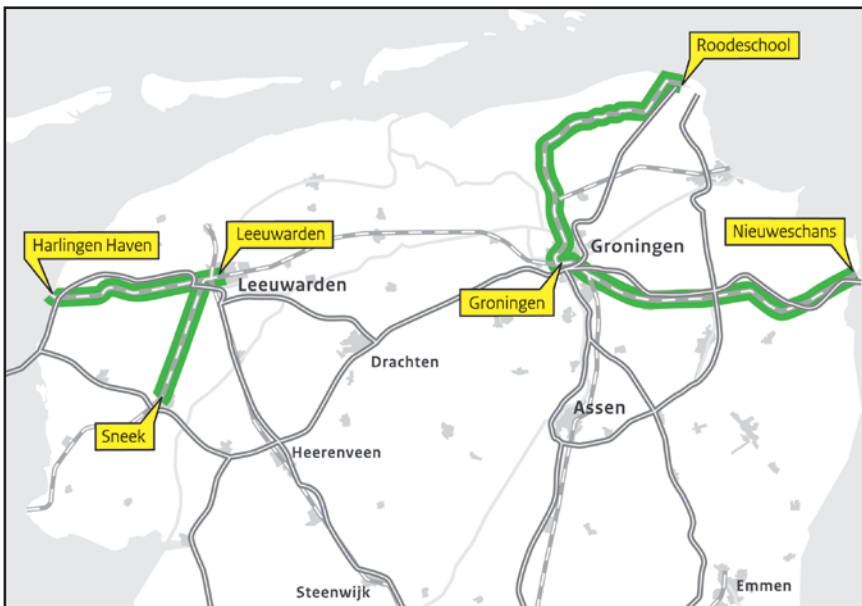 Roodeschool
Harlingen Haven
Leeuwarden
Groningen
Nieuweschans
Leeuwarden
Groningen
Drachten
Assen
Sneek
Heerenveen
Steenwijk
Emmen